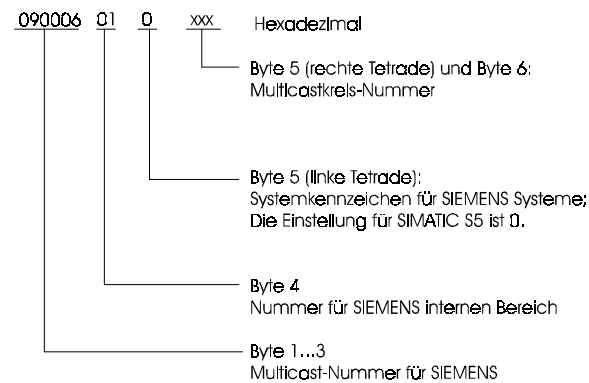 090006 01 0 xxx Hexadezimal
Byte 5 (rechte Tetrade) und Byte 6:
Multicastkreis-Nummer
Byte 5 (linke Tetrade):
Systemkennzeichen für SIEMENS Systeme;
Die Einstellung für SIMATIC S5 ist 0.
Byte 4
Nummer für SIEMENS internen Bereich
Byte 1...3
Multicast-Nummer für SIEMENS